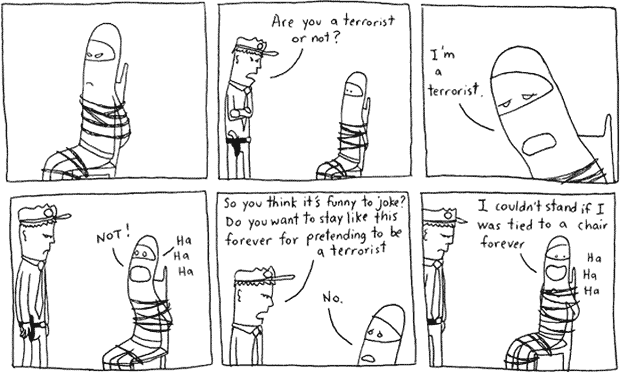 Are you a terrorist
or not?
I'm
a
terrorist.
NOT!
Ha
Ha
Ha
So you think it's funny to joke?
Do you want to stay like this
forever for pretending to be
a terrorist
No.
I couldn't stand if I
was tied to a chair
forever
Ha
Ha
Ha